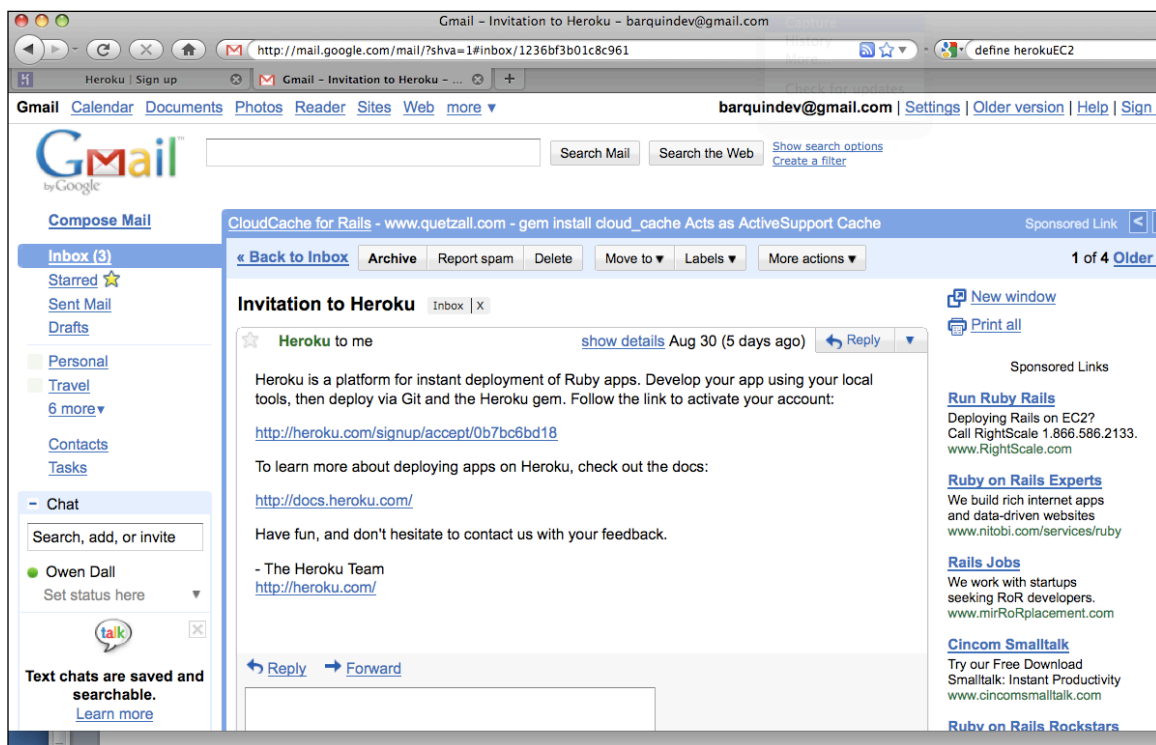 Gmail – Invitation to Heroku – barquindev@gmail.com
Capture
History
More...
Check for updates
http://mail.google.com/mail/?shva=1#inbox/1236bf3b01c8c961
define herokuEC2
Heroku | Sign up
Gmail – Invitation to Heroku – ...
Gmail Calendar Documents Photos Reader Sites Web more ▼
barquindev@gmail.com | Settings | Older version | Help | Sign
Gmail™
by Google
Search Mail
Search the Web
Show search options
Create a filter
Compose Mail
Inbox (3)
Starred
Sent Mail
Drafts
Personal
Travel
6 more▼
Contacts
Tasks
– Chat
Search, add, or invite
Owen Dall
Set status here ▼
talk
X
Text chats are saved and
searchable.
Learn more
CloudCache for Rails - www.quetzall.com - gem install cloud_cache Acts as ActiveSupport Cache
Sponsored Link <
« Back to Inbox Archive Report spam Delete Move to ▼ Labels ▼ More actions ▼ 1 of 4 Older
Invitation to Heroku Inbox | X
Heroku to me show details Aug 30 (5 days ago) Reply ▼
Heroku is a platform for instant deployment of Ruby apps. Develop your app using your local
tools, then deploy via Git and the Heroku gem. Follow the link to activate your account:
http://heroku.com/signup/accept/0b7bc6bd18
To learn more about deploying apps on Heroku, check out the docs:
http://docs.heroku.com/
Have fun, and don't hesitate to contact us with your feedback.
- The Heroku Team
http://heroku.com/
Reply Forward
New window
Print all
Sponsored Links
Run Ruby Rails
Deploying Rails on EC2?
Call RightScale 1.866.586.2133.
www.RightScale.com
Ruby on Rails Experts
We build rich internet apps
and data-driven websites
www.nitobi.com/services/ruby
Rails Jobs
We work with startups
seeking RoR developers.
www.mirRoRplacement.com
Cincom Smalltalk
Try our Free Download
Smalltalk: Instant Productivity
www.cincomsmalltalk.com
Ruby on Rails Rockstars